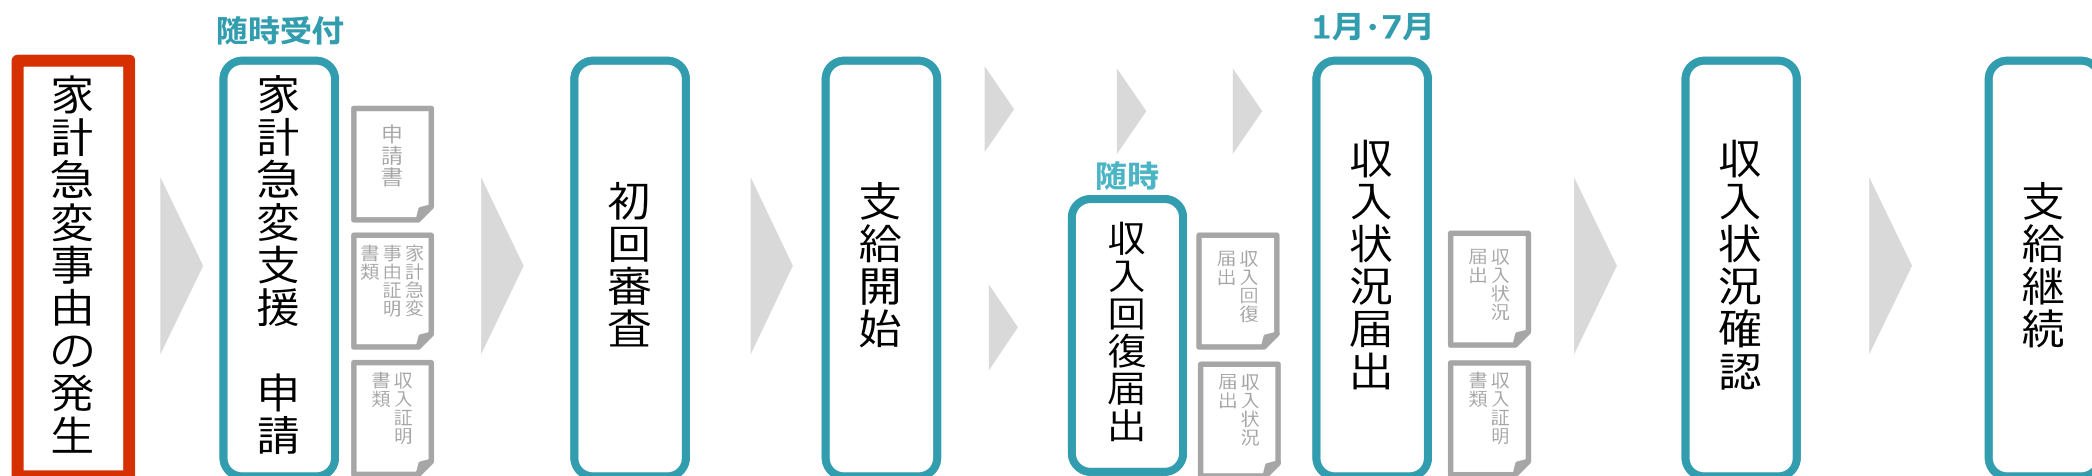 家計急変事由の発生
随時受付
家計急変支援　申請
申請書
家計急変
事由証明
書類
収入証明
書類
初回審査
支給開始
随時
収入回復届出
収入回復
届出
収入状況
届出
1月・7月
収入状況届出
収入状況
届出
収入証明
書類
収入状況確認
支給継続